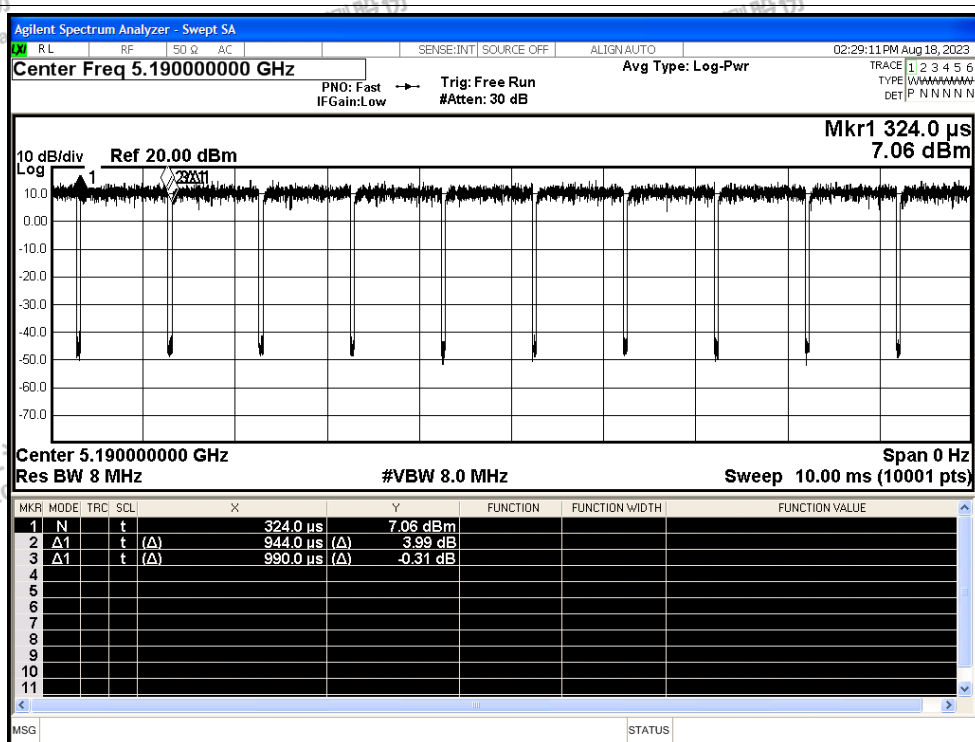 Agilent Spectrum Analyzer - Swept SA
LXI RL RF 50 Ω AC SENSE:INT SOURCE OFF ALIGN AUTO 02:29:11 PM Aug 18, 2023
Center Freq 5.190000000 GHz
PNO: Fast
IFGain:Low
Trig: Free Run
#Atten: 30 dB
Avg Type: Log-Pwr
TRACE 1 2 3 4 5 6
TYPE
DET P N N N N N
Mkr1 324.0 µs
7.06 dBm
10 dB/div Ref 20.00 dBm
Log
1
10.0
0.00
-10.0
-20.0
-30.0
-40.0
-50.0
-60.0
-70.0
Center 5.190000000 GHz Span 0 Hz
Res BW 8 MHz #VBW 8.0 MHz Sweep 10.00 ms (10001 pts)
MKR MODE TRC SCL X Y FUNCTION FUNCTION WIDTH FUNCTION VALUE
1 N t 324.0 µs 7.06 dBm
2 Δ1 t (Δ) 944.0 µs (Δ) 3.99 dB
3 Δ1 t (Δ) 990.0 µs (Δ) -0.31 dB
4
5
6
7
8
9
10
11
MSG STATUS